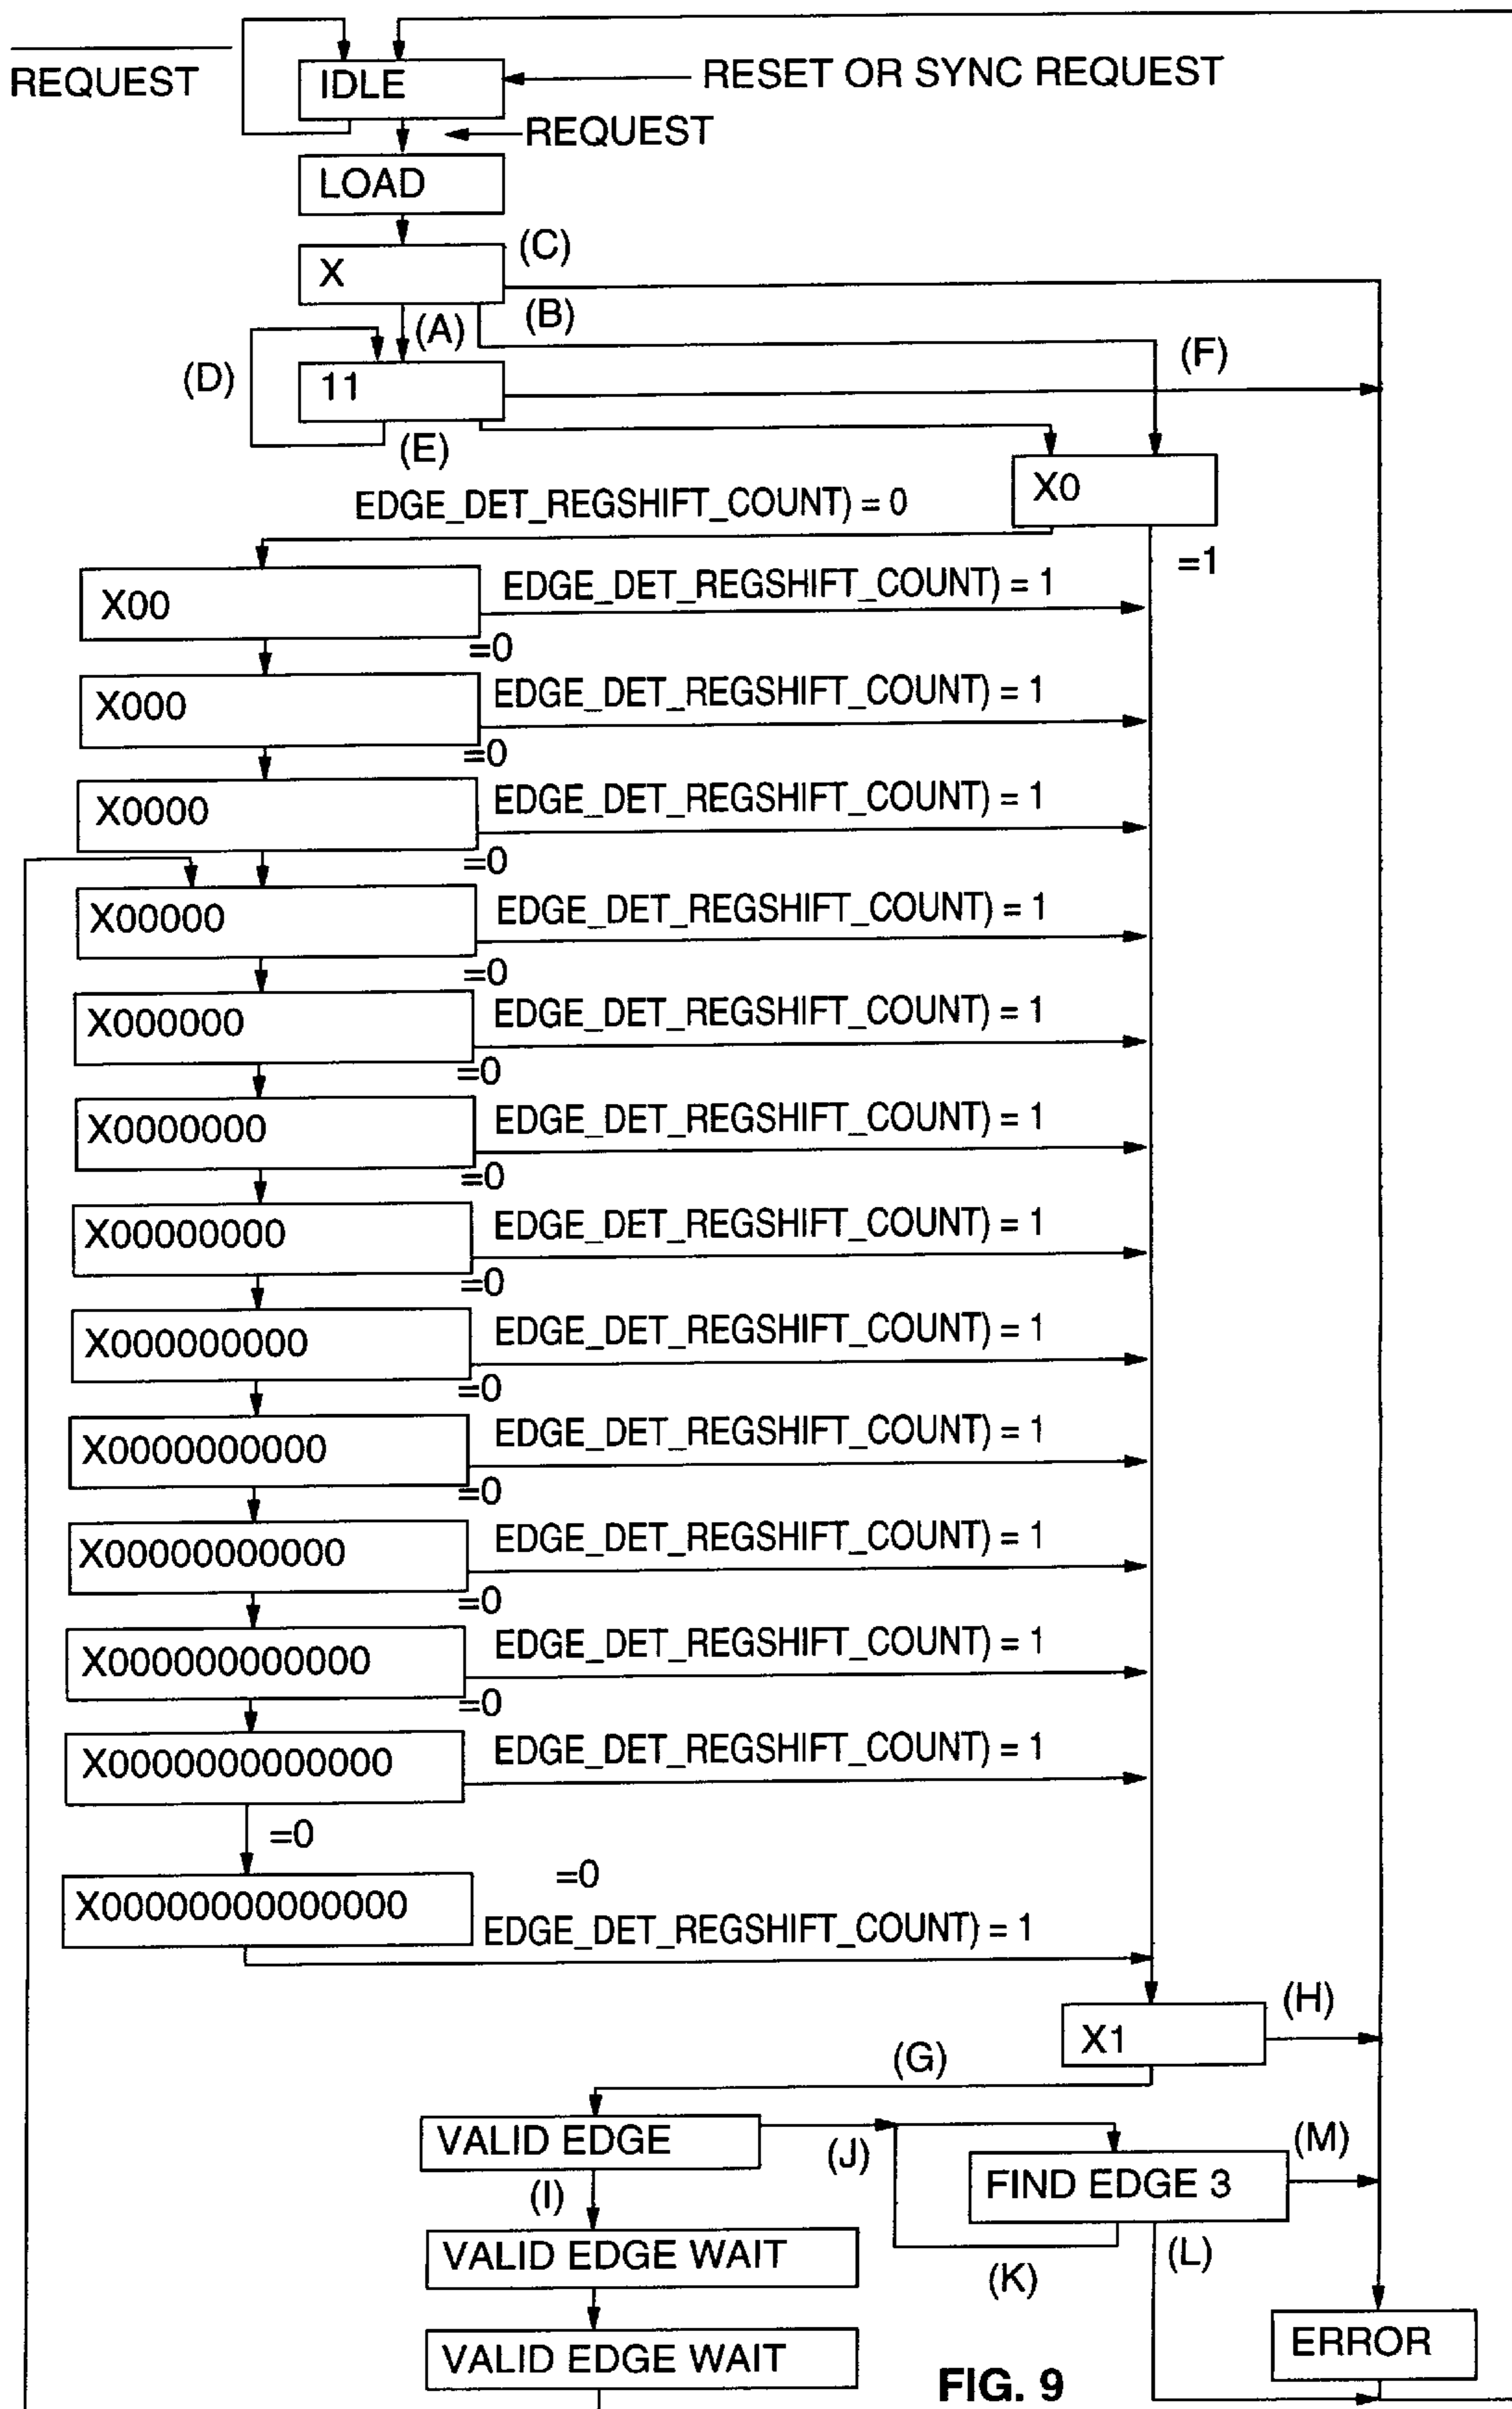 REQUEST
IDLE
RESET OR SYNC REQUEST
REQUEST
LOAD
X
(C)
(B)
(A)
(D)
11
(F)
(E)
X0
EDGE_DET_REGSHIFT_COUNT) = 0
=1
X00
EDGE_DET_REGSHIFT_COUNT) = 1
=0
X000
EDGE_DET_REGSHIFT_COUNT) = 1
=0
X0000
EDGE_DET_REGSHIFT_COUNT) = 1
=0
X00000
EDGE_DET_REGSHIFT_COUNT) = 1
=0
X000000
EDGE_DET_REGSHIFT_COUNT) = 1
=0
X0000000
EDGE_DET_REGSHIFT_COUNT) = 1
=0
X00000000
EDGE_DET_REGSHIFT_COUNT) = 1
=0
X000000000
EDGE_DET_REGSHIFT_COUNT) = 1
=0
X0000000000
EDGE_DET_REGSHIFT_COUNT) = 1
=0
X00000000000
EDGE_DET_REGSHIFT_COUNT) = 1
=0
X000000000000
EDGE_DET_REGSHIFT_COUNT) = 1
=0
X0000000000000
EDGE_DET_REGSHIFT_COUNT) = 1
=0
X00000000000000
=0
EDGE_DET_REGSHIFT_COUNT) = 1
X1
(H)
(G)
VALID EDGE
(J)
(M)
FIND EDGE 3
(I)
VALID EDGE WAIT
(K)
(L)
VALID EDGE WAIT
ERROR
FIG. 9